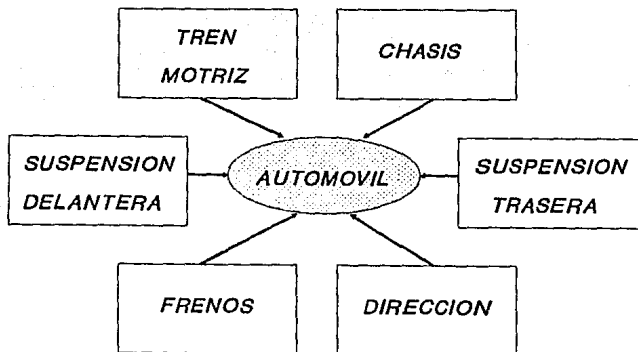 TREN
MOTRIZ
CHASIS
SUSPENSION
DELANTERA
AUTOMOVIL
SUSPENSION
TRASERA
FRENOS
DIRECCION